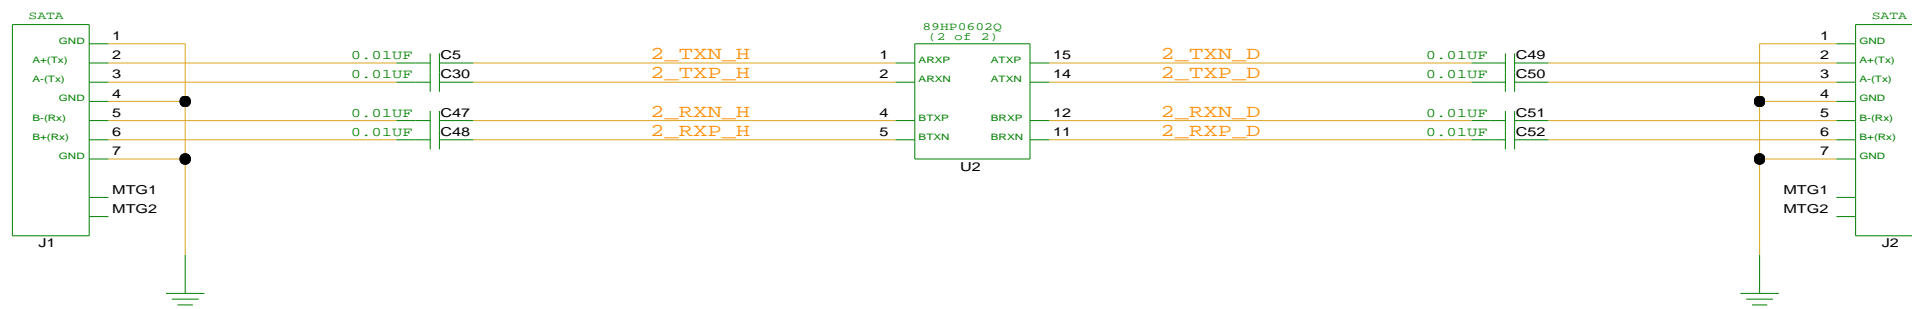 SATA
GND 1
A+(Tx) 2
A-(Tx) 3
GND 4
B-(Rx) 5
B+(Rx) 6
GND 7
MTG1
MTG2
J1
0.01UF C5
0.01UF C30
0.01UF C47
0.01UF C48
2_TXN_H
2_TXP_H
2_RXN_H
2_RXP_H
89HP0602Q
(2 of 2)
1 ARXP ATXP 15
2 ARXN ATXN 14
4 BTXP BRXP 12
5 BTXN BRXN 11
U2
2_TXN_D
2_TXP_D
2_RXN_D
2_RXP_D
0.01UF C49
0.01UF C50
0.01UF C51
0.01UF C52
SATA
1 GND
2 A+(Tx)
3 A-(Tx)
4 GND
5 B-(Rx)
6 B+(Rx)
7 GND
MTG1
MTG2
J2